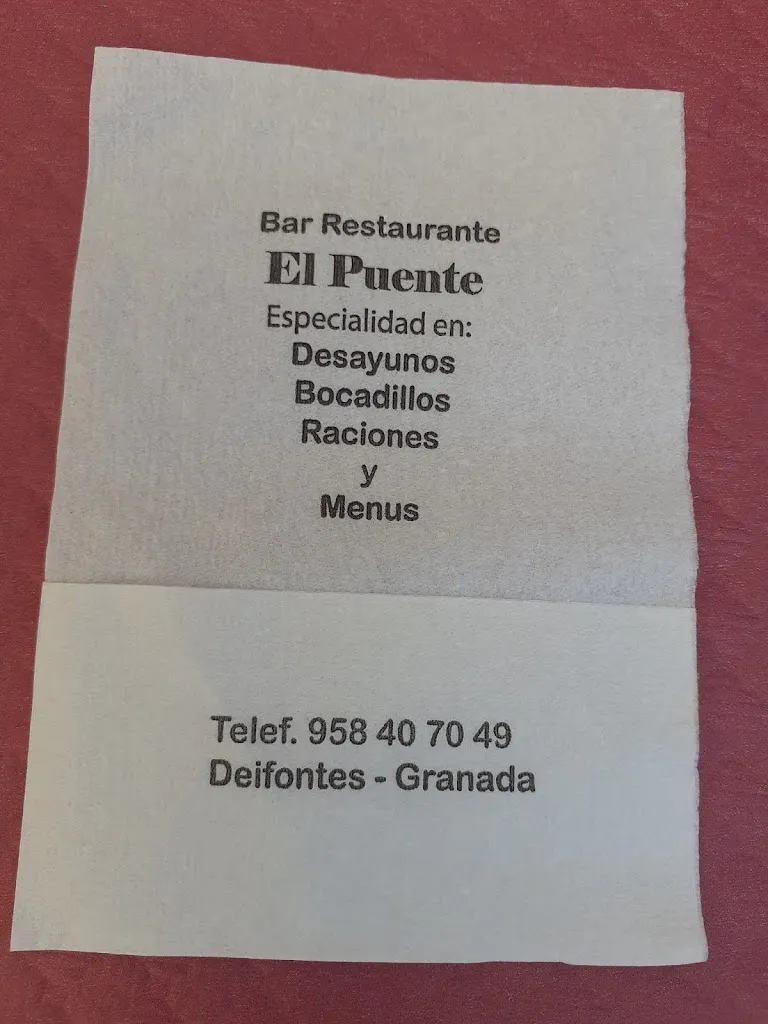 Bar Restaurante
El Puente
Especialidad en:
Desayunos
Bocadillos
Raciones
y
Menus
Telef. 958 40 70 49
Deifontes - Granada